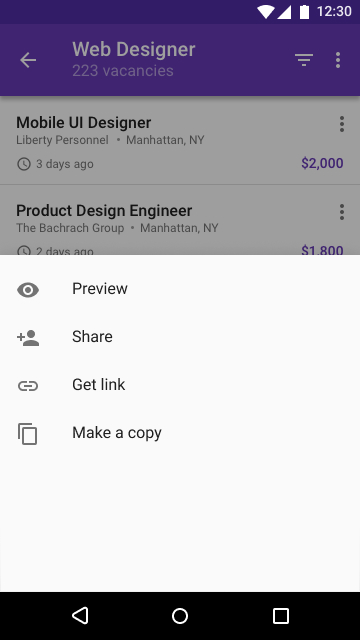 12:30
Web Designer
223 vacancies
Mobile UI Designer
Liberty Personnel • Manhattan, NY
3 days ago $2,000
Product Design Engineer
The Bachrach Group • Manhattan, NY
2 days ago $1,800
Preview
Share
Get link
Make a copy